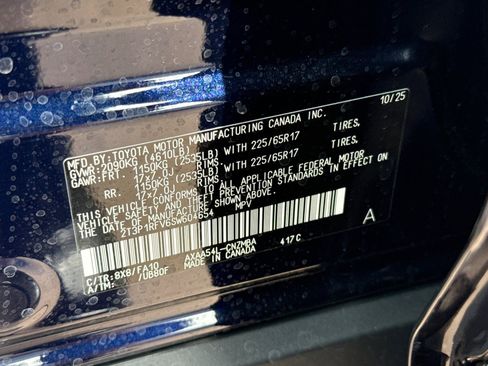 10/25
MFD.BY:TOYOTA MOTOR MANUFACTURING CANADA INC.
GVWR:2090KG (4610LB)
GAWR:FRT. 1150KG (2535LB) WITH 225/65R17 TIRES.
17x7.0J RIMS.
RR. 1150KG (2535LB) WITH 225/65R17 TIRES.
17x7.0J RIMS.
THIS VEHICLE CONFORMS TO ALL APPLICABLE FEDERAL MOTOR
VEHICLE SAFETY AND THEFT PREVENTION STANDARDS IN EFFECT ON
THE DATE OF MANUFACTURE SHOWN ABOVE.
2T3P1RFV6SW604654 MPV
A
C/TR:8X8/FA10 AXAA54L-CNZMBA 417C
A/TM: /UB80F MADE IN CANADA